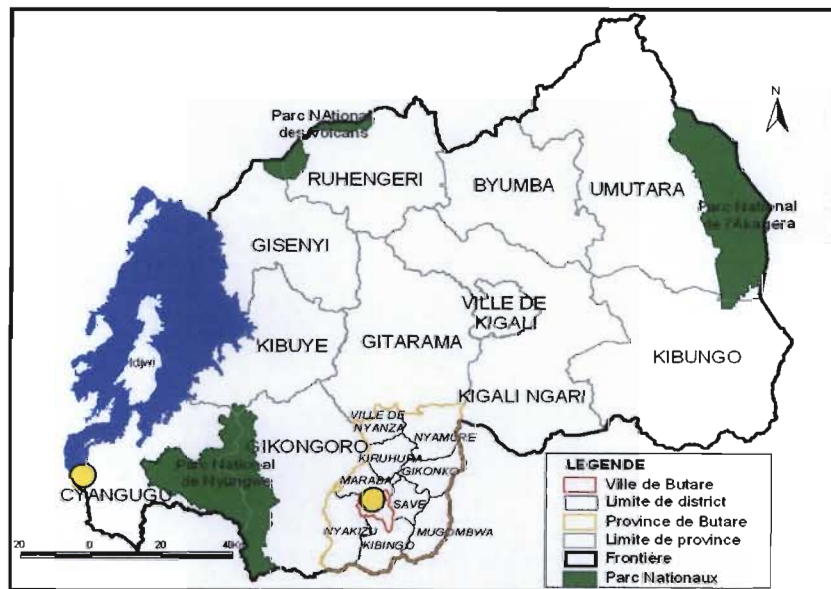 N
Parc NAtional
des Volcans
RUHENGERI
BYUMBA
UMUTARA
Parc National
de l'Akagera
GISENYI
VILLE DE
KIGALI
Idjwi
KIBUYE
GITARAMA
KIBUNGO
KIGALI NGARI
VILLE DE
NYANZA
NYAMURE
GIKONGORO
KIRUHURA
GIKONKO
Parc National
de Nyungwe
MARABA
CYANGUGU
SAVE
NYAKIZU
MUGOMBWA
KIBINGO
20 0 20 40K
LEGENDE
Ville de Butare
Limite de district
Province de Butare
Limite de province
Frontière
Parc Nationaux